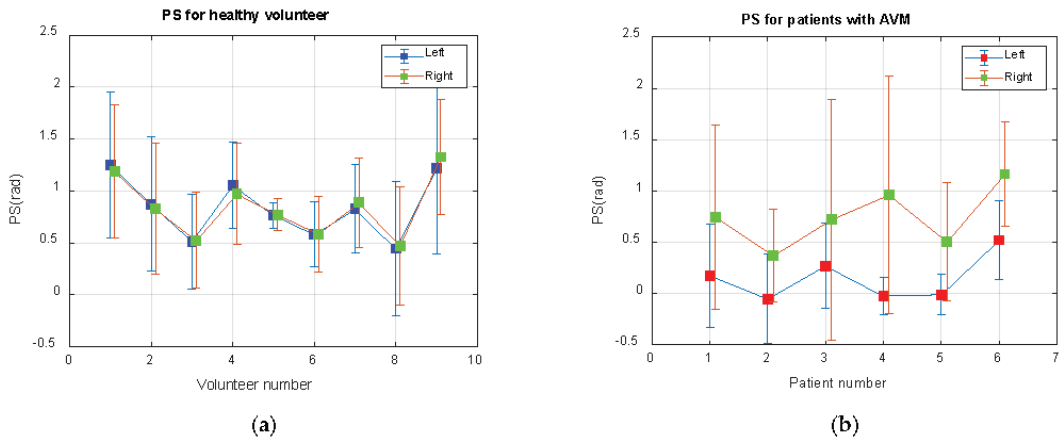 PS for healthy volunteer
2.5
2
1.5
1
0.5
0
-0.5
PS(rad)
Left
Right
0 2 4 6 8 10
Volunteer number
(a)
PS for patients with AVM
2.5
2
1.5
1
0.5
0
-0.5
PS(rad)
Left
Right
0 1 2 3 4 5 6 7
Patient number
(b)